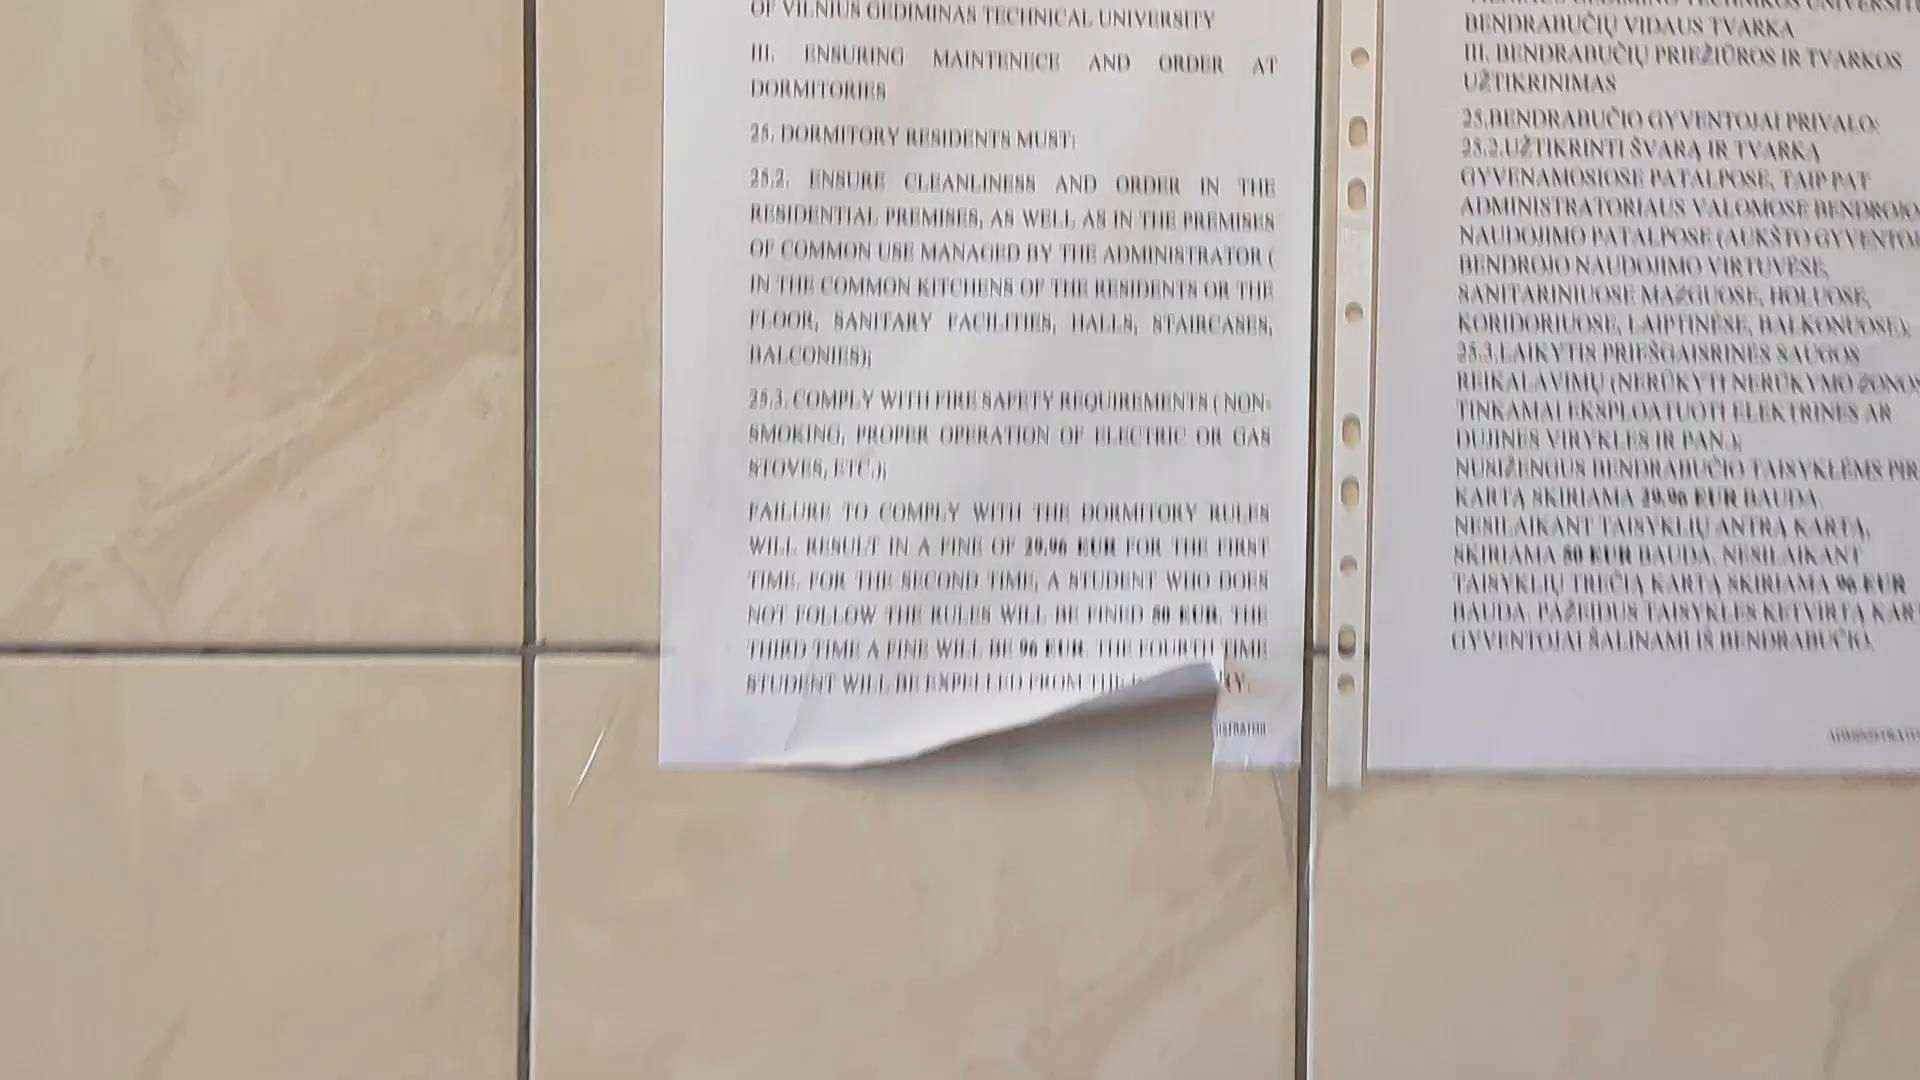 OF VILNIUS GEDIMINAS TECHNICAL UNIVERSITY
III. ENSURING MAINTENECE AND ORDER AT
DORMITORIES
25. DORMITORY RESIDENTS MUST:
25.2. ENSURE CLEANLINESS AND ORDER IN THE
RESIDENTIAL PREMISES, AS WELL AS IN THE PREMISES
OF COMMON USE MANAGED BY THE ADMINISTRATOR (
IN THE COMMON KITCHENS OF THE RESIDENTS OR THE
FLOOR, SANITARY FACILITIES, HALLS, STAIRCASES,
BALCONIES);
25.3. COMPLY WITH FIRE SAFETY REQUIREMENTS ( NON-
SMOKING, PROPER OPERATION OF ELECTRIC OR GAS
STOVES, ETC.);
FAILURE TO COMPLY WITH THE DORMITORY RULES
WILL RESULT IN A FINE OF 29.96 EUR FOR THE FIRST
TIME. FOR THE SECOND TIME, A STUDENT WHO DOES
NOT FOLLOW THE RULES WILL BE FINED 50 EUR. THE
THIRD TIME A FINE WILL BE 96 EUR. THE FOURTH TIME
STUDENT WILL BE EXPELLED FROM THE
BENDRABUČIŲ VIDAUS TVARKA
III. BENDRABUČIŲ PRIEŽIŪROS IR TVARKOS
UŽTIKRINIMAS
25.BENDRABUČIO GYVENTOJAI PRIVALO:
25.2.UŽTIKRINTI ŠVARĄ IR TVARKĄ
GYVENAMOSIOSE PATALPOSE, TAIP PAT
ADMINISTRATORIAUS VALOMOSE BENDROJO
NAUDOJIMO PATALPOSE (AUKŠTO GYVENTOJ
BENDROJO NAUDOJIMO VIRTUVĖSE,
SANITARINIUOSE MAZGUOSE, HOLUOSE,
KORIDORIUOSE, LAIPTINĖSE, BALKONUOSE);
25.3.LAIKYTIS PRIEŠGAISRINĖS SAUGOS
REIKALAVIMŲ (NERŪKYTI NERŪKYMO ZONOS
TINKAMAI EKSPLOATUOTI ELEKTRINES AR
DUJINES VIRYKLES IR PAN.);
NUSIŽENGUS BENDRABUČIO TAISYKLĖMS PIR
KARTĄ SKIRIAMA 29.96 EUR BAUDA.
NESILAIKANT TAISYKLIŲ ANTRĄ KARTĄ,
SKIRIAMA 50 EUR BAUDA. NESILAIKANT
TAISYKLIŲ TREČIĄ KARTĄ SKIRIAMA 96 EUR
BAUDA. PAŽEIDUS TAISYKLES KETVIRTĄ KART
GYVENTOJAI ŠALINAMI IŠ BENDRABUČIO.